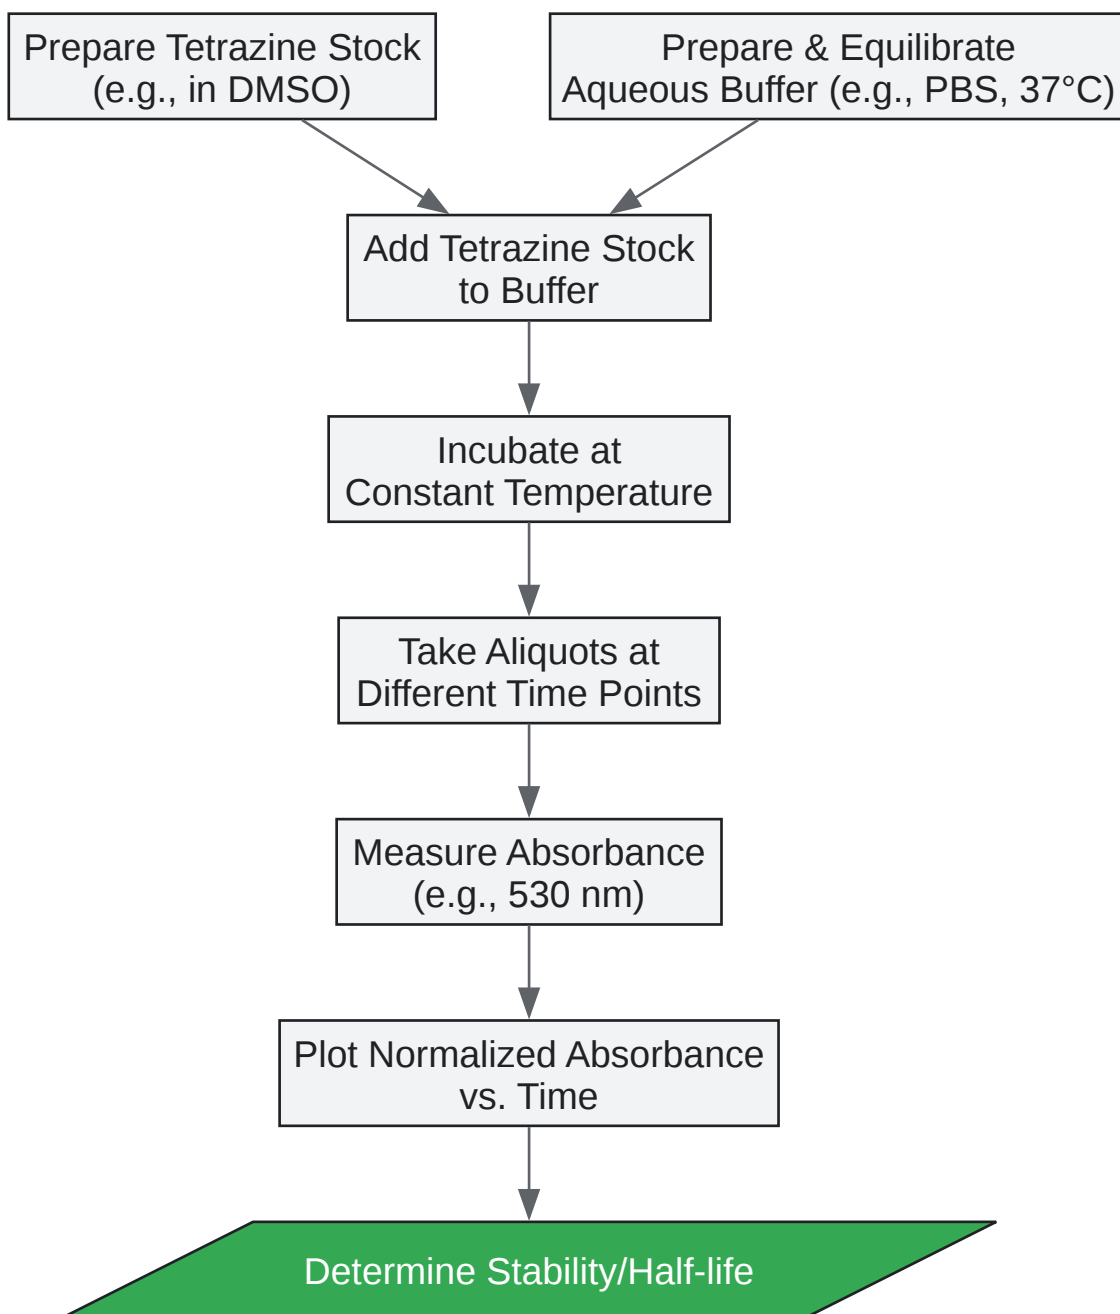 Prepare Tetrazine Stock
(e.g., in DMSO)
Prepare & Equilibrate
Aqueous Buffer (e.g., PBS, 37°C)
Add Tetrazine Stock
to Buffer
Incubate at
Constant Temperature
Take Aliquots at
Different Time Points
Measure Absorbance
(e.g., 530 nm)
Plot Normalized Absorbance
vs. Time
Determine Stability/Half-life